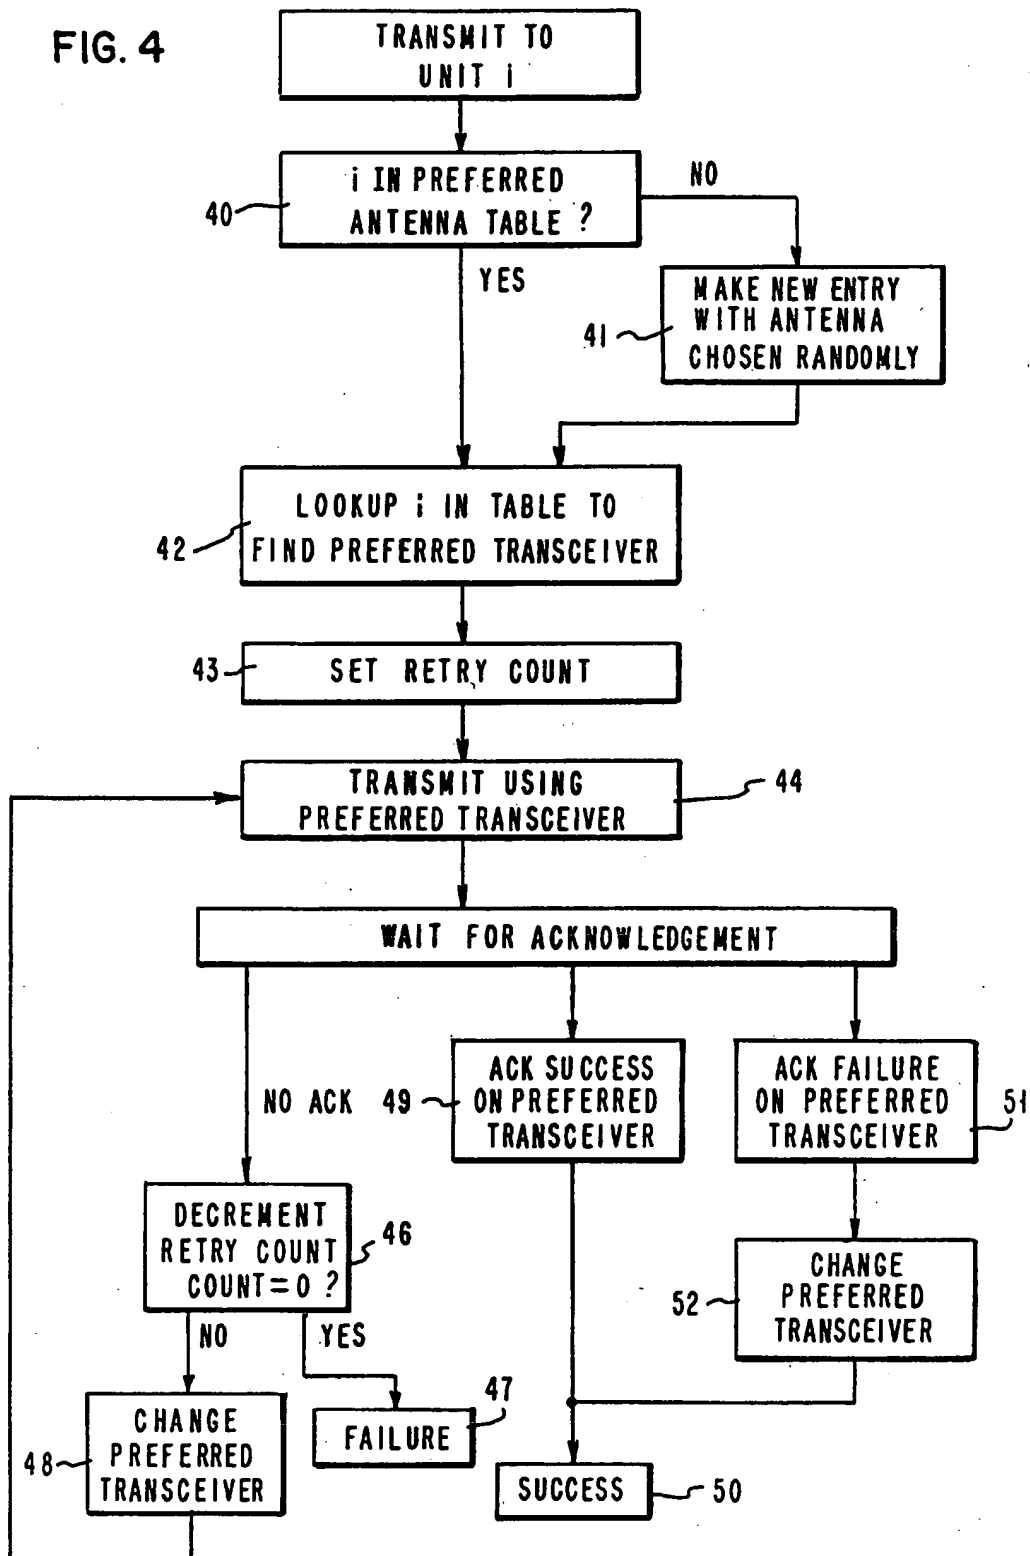 FIG. 4
TRANSMIT TO
UNIT i
i IN PREFERRED
ANTENNA TABLE ?
40
NO
YES
MAKE NEW ENTRY
WITH ANTENNA
CHOSEN RANDOMLY
41
LOOKUP i IN TABLE TO
FIND PREFERRED TRANSCEIVER
42
43
SET RETRY COUNT
TRANSMIT USING
PREFERRED TRANSCEIVER
44
WAIT FOR ACKNOWLEDGEMENT
NO ACK
49
ACK SUCCESS
ON PREFERRED
TRANSCEIVER
ACK FAILURE
ON PREFERRED
TRANSCEIVER
51
DECREMENT
RETRY COUNT
COUNT=0 ?
46
52
CHANGE
PREFERRED
TRANSCEIVER
NO
YES
48
CHANGE
PREFERRED
TRANSCEIVER
FAILURE
47
SUCCESS
50